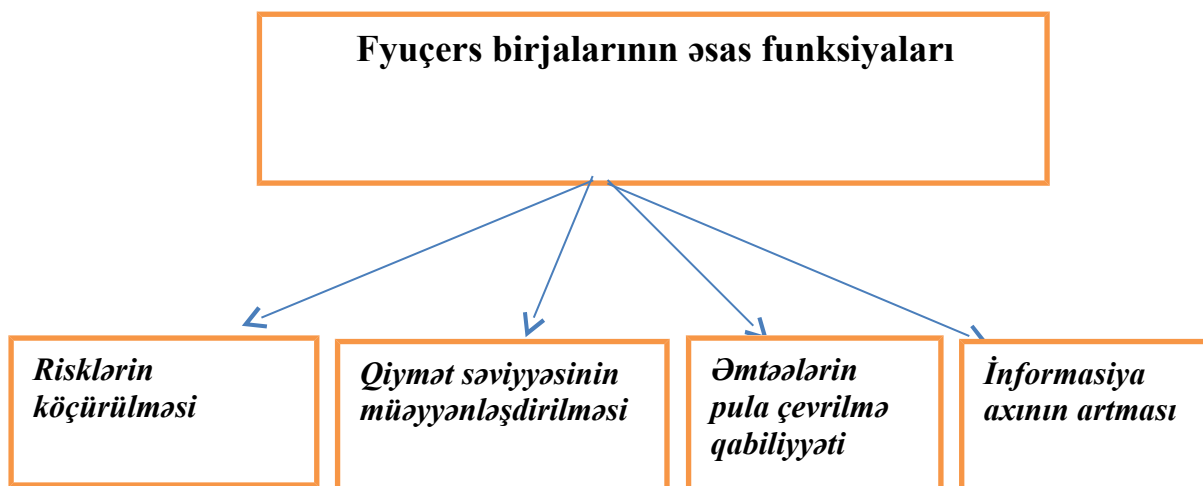 Fyuçers birjalarının əsas funksiyaları
Risklərin
köçürülməsi
Qiymət səviyyəsinin
müəyyənləşdirilməsi
Əmtəələrin
pula çevrilmə
qabiliyyəti
İnformasiya
axının artması